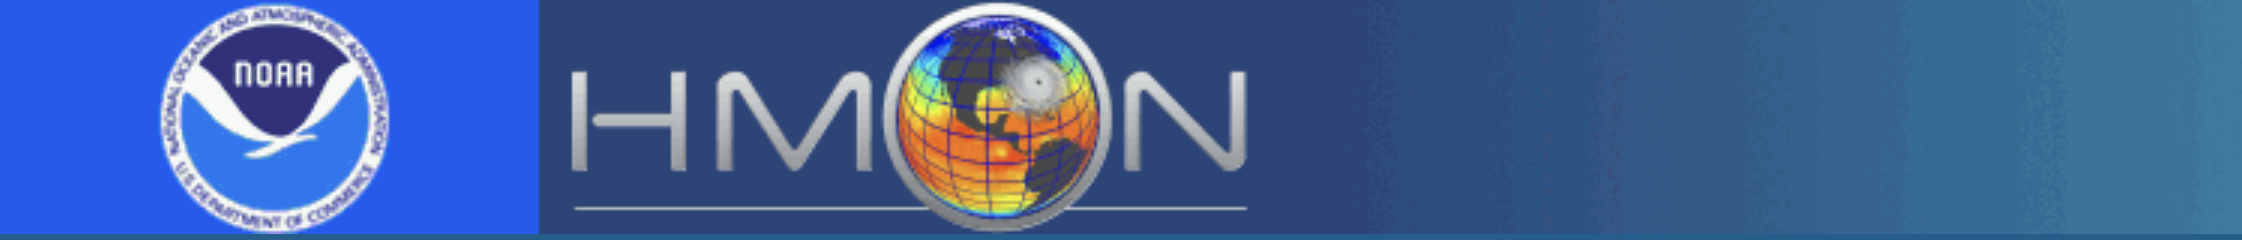 NATIONAL OCEANIC AND ATMOSPHERIC ADMINISTRATION
U.S. DEPARTMENT OF COMMERCE
NOAA
HMON